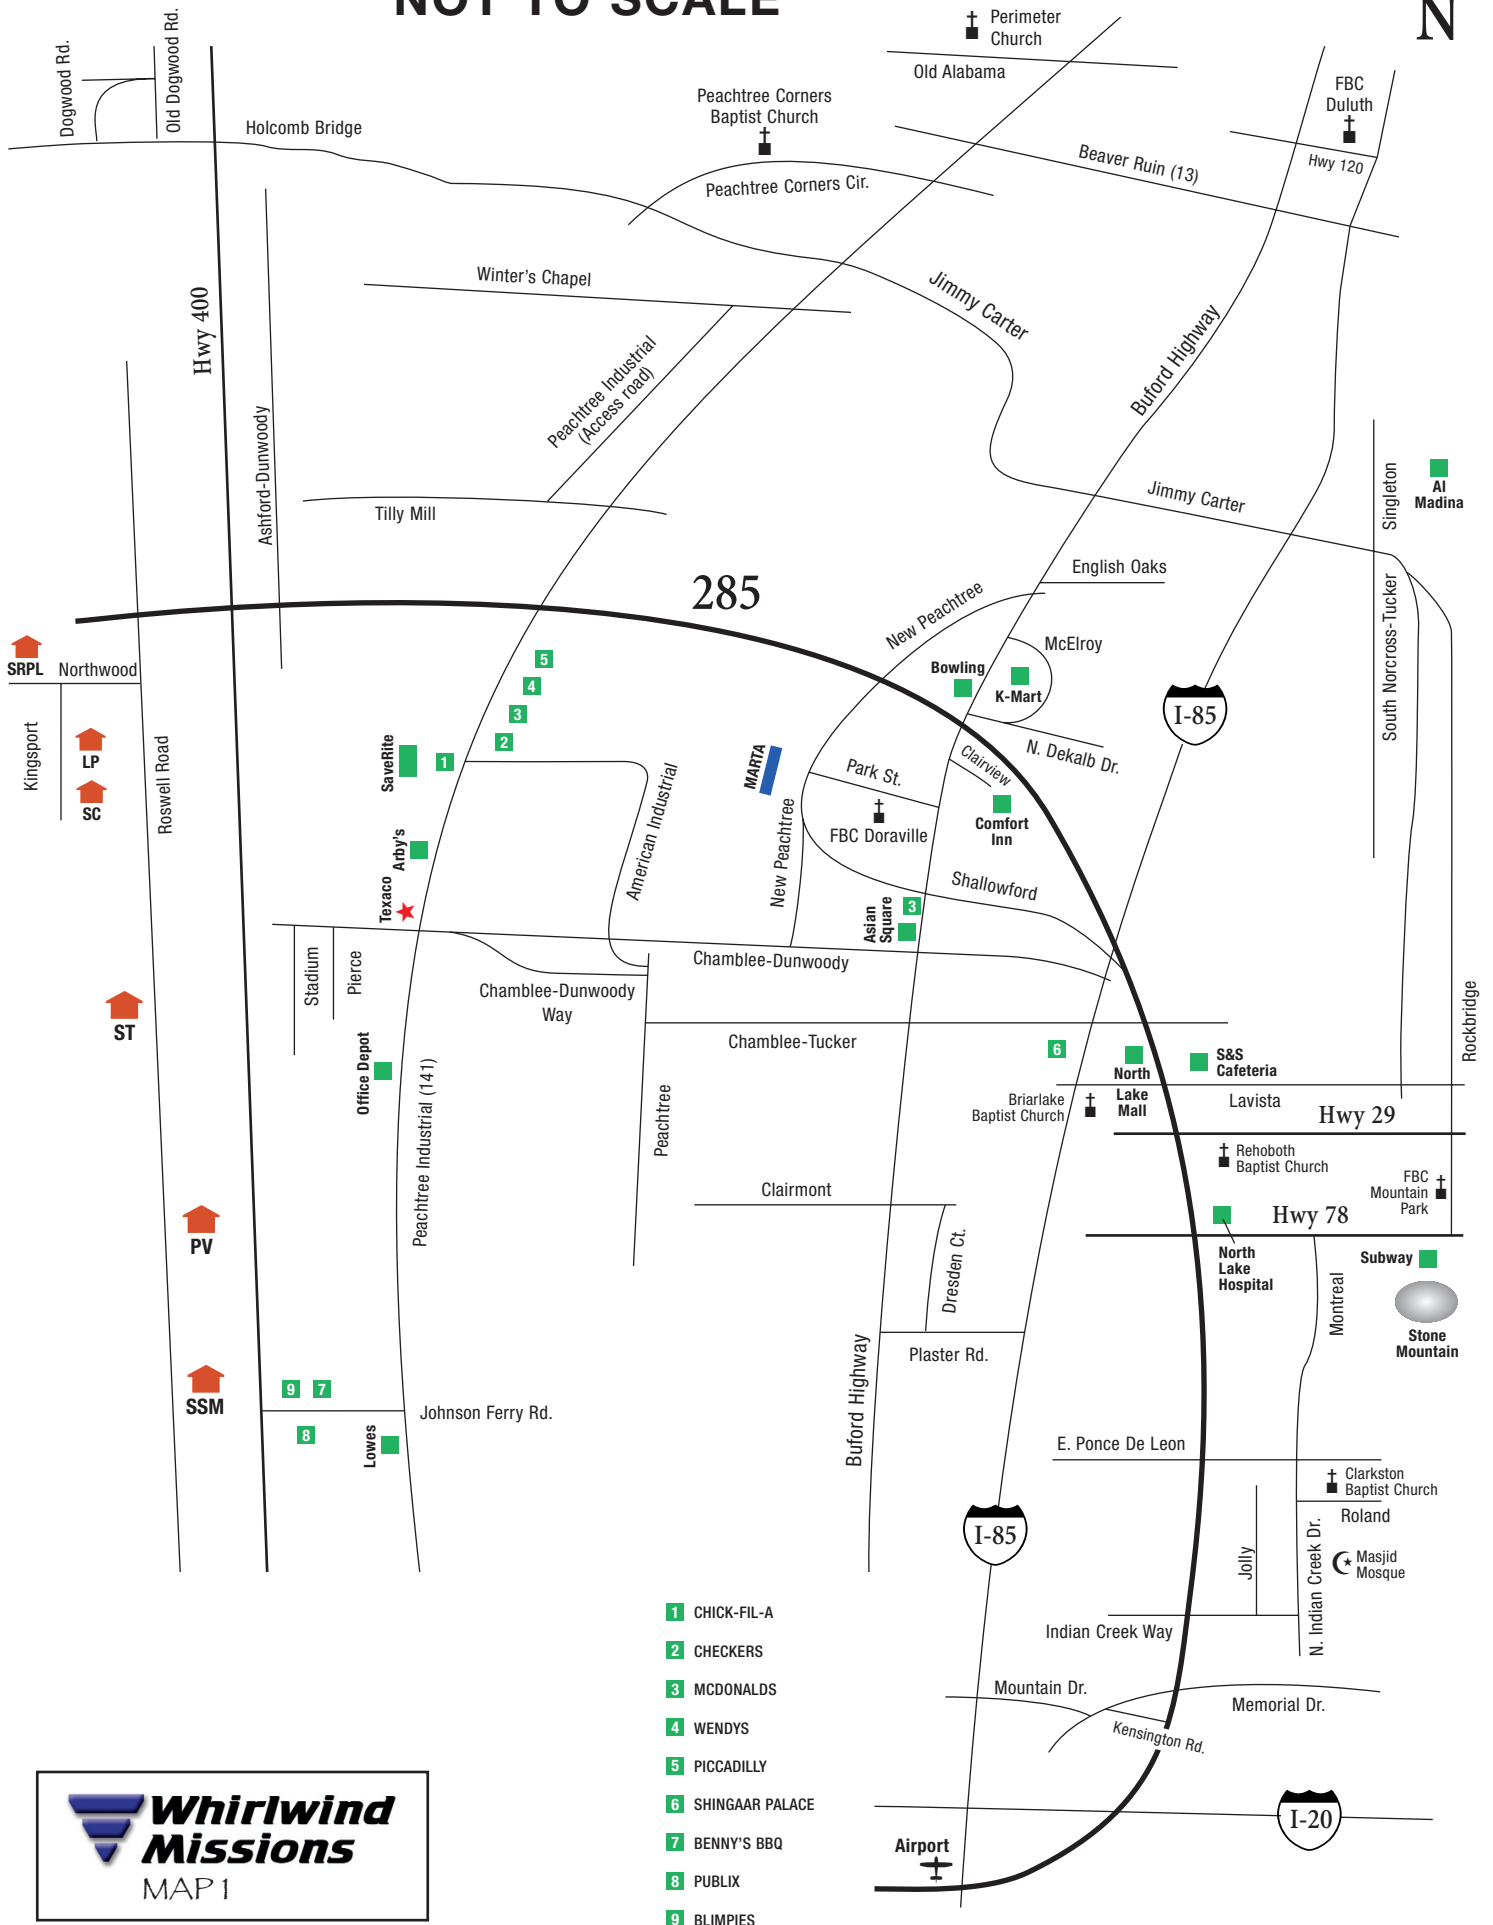 NOT TO SCALE
N
Perimeter
Church
Old Alabama
Dogwood Rd.
Old Dogwood Rd.
Holcomb Bridge
Peachtree Corners
Baptist Church
Peachtree Corners Cir.
FBC
Duluth
Hwy 120
Beaver Ruin (13)
Winter's Chapel
Hwy 400
Jimmy Carter
Buford Highway
Peachtree Industrial
(Access road)
Ashford-Dunwoody
Tilly Mill
Jimmy Carter
Singleton
Al
Madina
285
English Oaks
New Peachtree
McElroy
Bowling
K-Mart
South Norcross-Tucker
I-85
N. Dekalb Dr.
SRPL
Northwood
Kingsport
LP
SC
Roswell Road
5
4
3
2
1
SaveRite
American Industrial
MARTA
Park St.
Clairview
FBC Doraville
Comfort
Inn
New Peachtree
Shallowford
Arby's
Texaco
3
Asian
Square
Chamblee-Dunwoody
Stadium
Pierce
Chamblee-Dunwoody
Way
ST
Chamblee-Tucker
Rockbridge
Office Depot
Peachtree Industrial (141)
Peachtree
6
North
Lake
Mall
S&S
Cafeteria
Briarlake
Baptist Church
Lavista
Hwy 29
Rehoboth
Baptist Church
FBC
Mountain
Park
Clairmont
Hwy 78
PV
Dresden Ct.
North
Lake
Hospital
Montreal
Subway
Stone
Mountain
Plaster Rd.
Buford Highway
SSM
9
7
Johnson Ferry Rd.
8
Lowes
E. Ponce De Leon
Clarkston
Baptist Church
Roland
I-85
Jolly
N. Indian Creek Dr.
Masjid
Mosque
Indian Creek Way
Mountain Dr.
Memorial Dr.
Kensington Rd.
I-20
Airport
1 CHICK-FIL-A
2 CHECKERS
3 MCDONALDS
4 WENDYS
5 PICCADILLY
6 SHINGAAR PALACE
7 BENNY'S BBQ
8 PUBLIX
9 BLIMPIES
Whirlwind
Missions
MAP 1